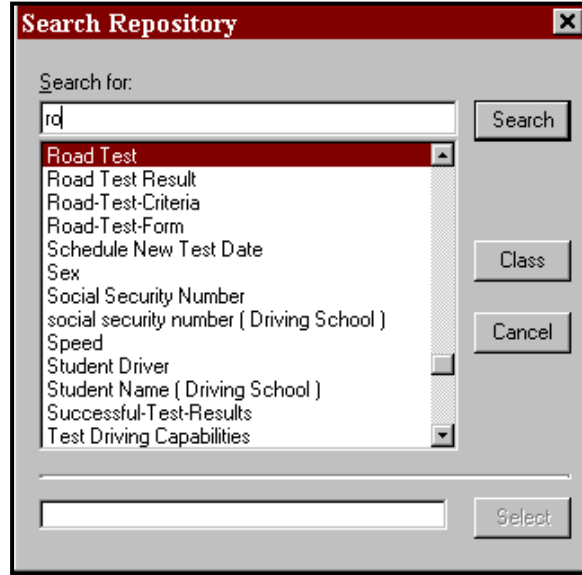 Search Repository
Search for:
ro
Search
Road Test
Road Test Result
Road-Test-Criteria
Road-Test-Form
Schedule New Test Date
Sex
Social Security Number
social security number ( Driving School )
Speed
Student Driver
Student Name ( Driving School )
Successful-Test-Results
Test Driving Capabilities
Class
Cancel
Select